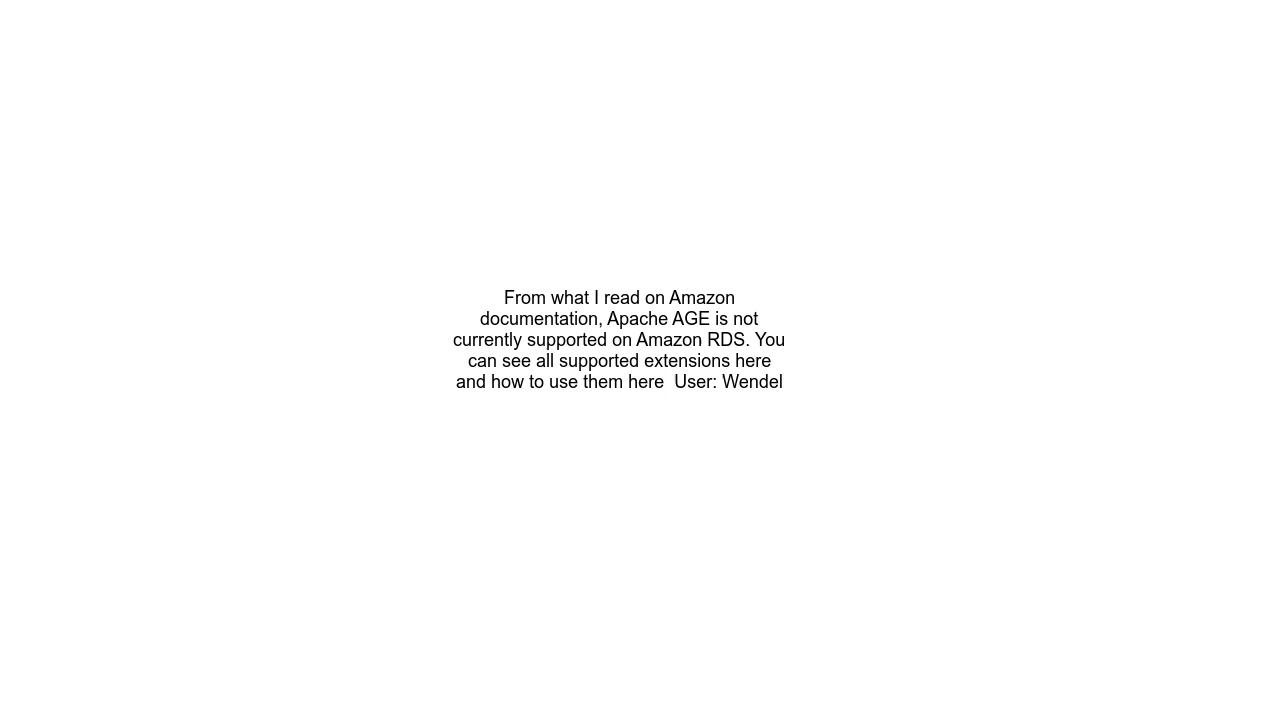 From what I read on Amazon
documentation, Apache AGE is not
currently supported on Amazon RDS. You
can see all supported extensions here
and how to use them here  User: Wendel